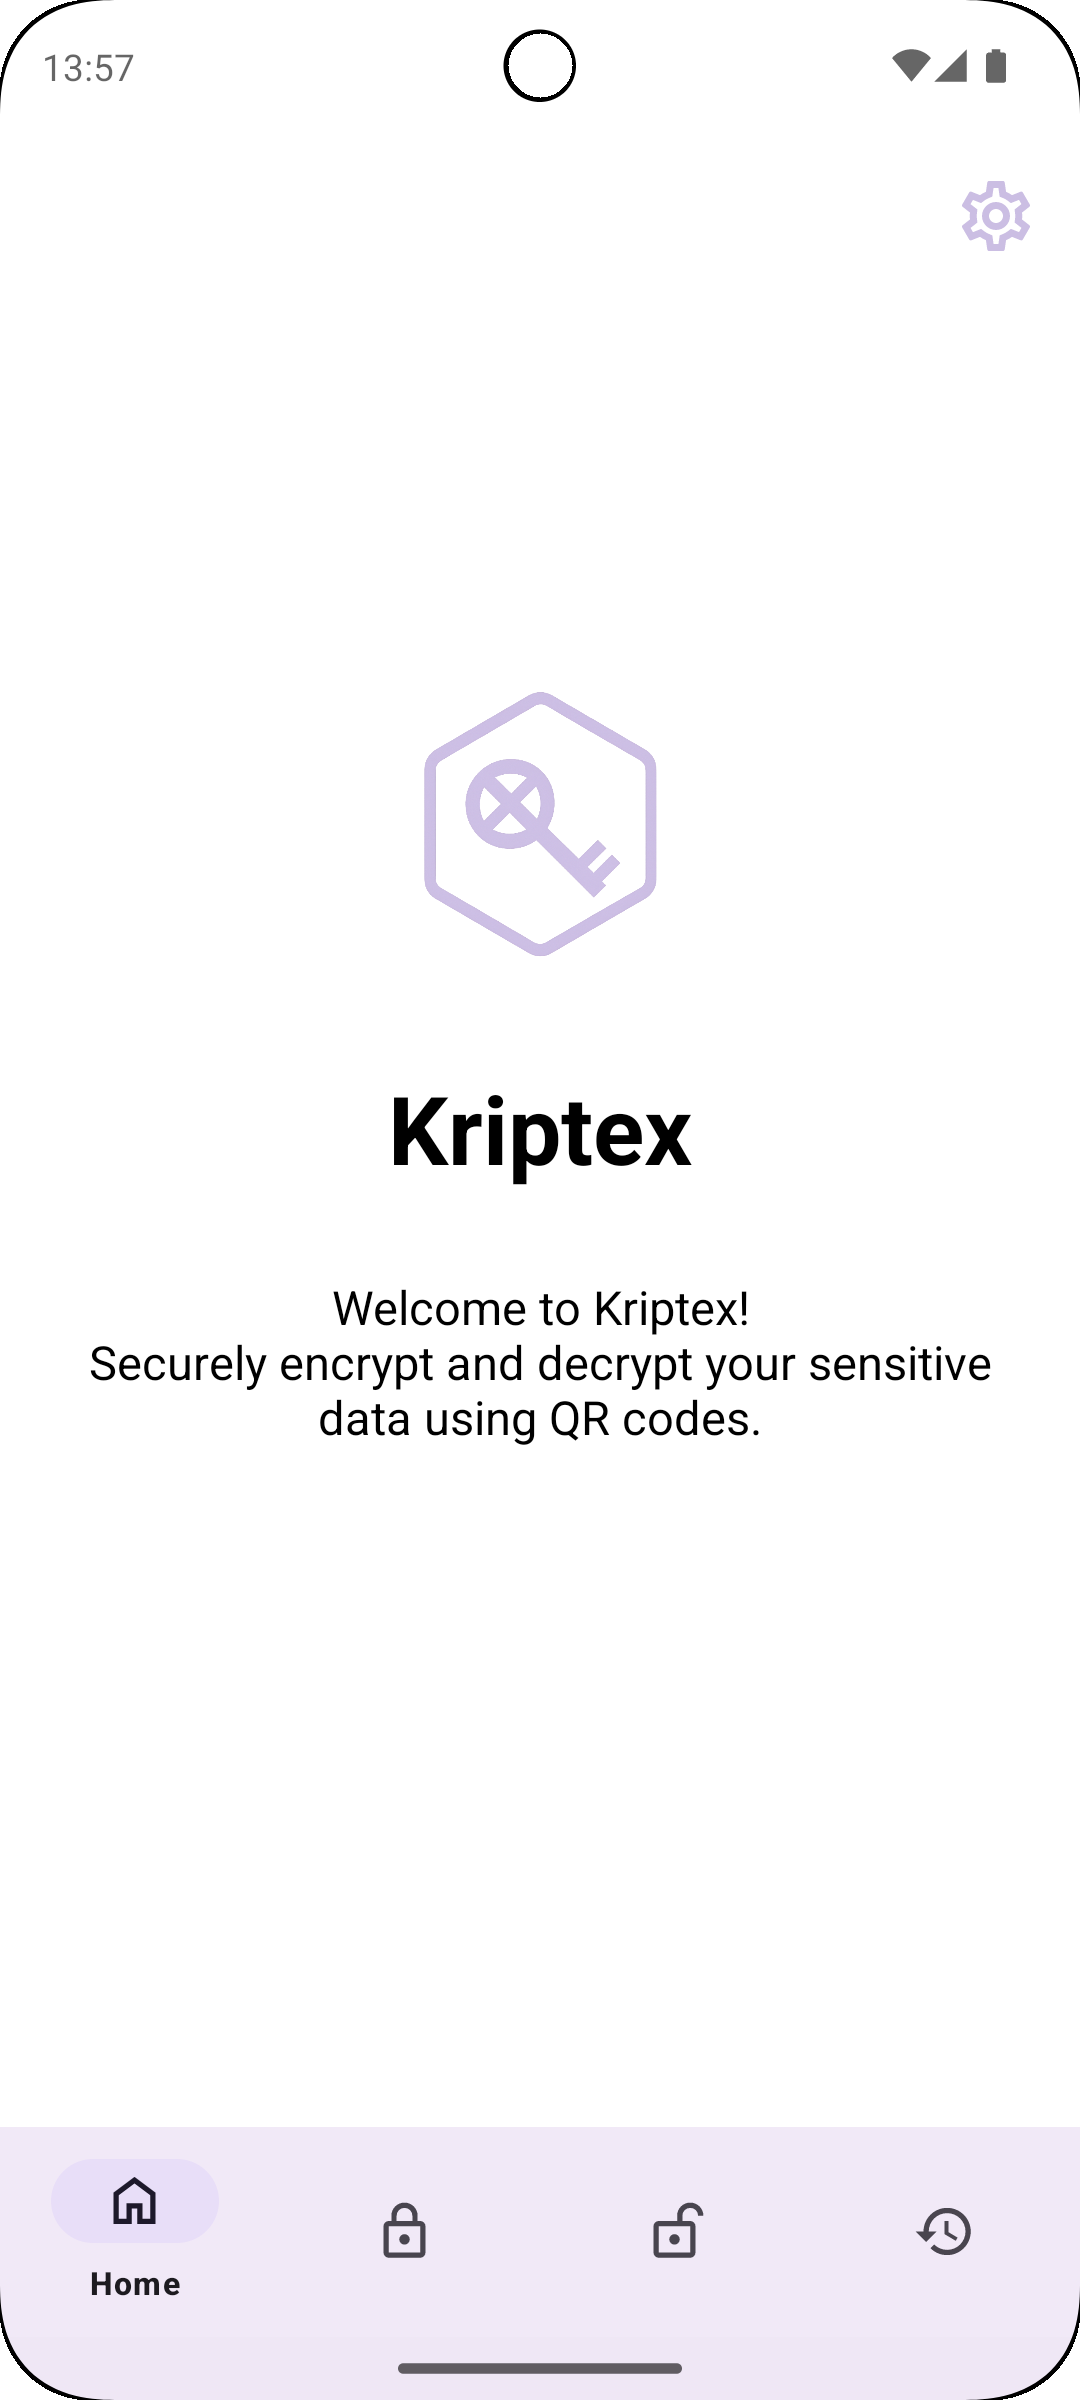 13:57
Kriptex
Welcome to Kriptex!
Securely encrypt and decrypt your sensitive
data using QR codes.
Home